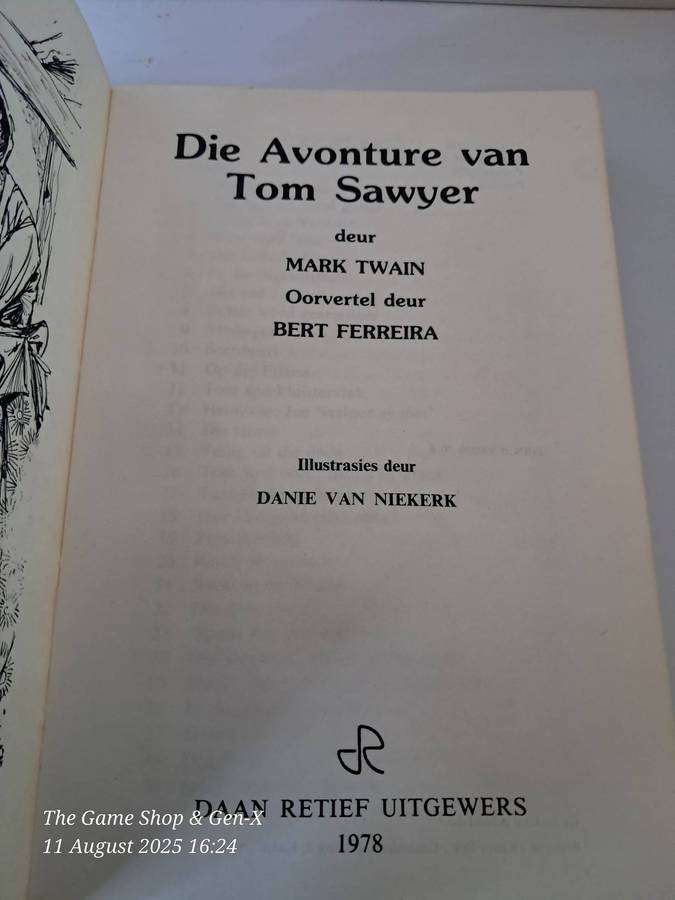 Die Avonture van
Tom Sawyer
deur
MARK TWAIN
Oorvertel deur
BERT FERREIRA
Illustrasies deur
DANIE VAN NIEKERK
DAAN RETIEF UITGEWERS
1978
The Game Shop & Gen-X
11 August 2025 16:24